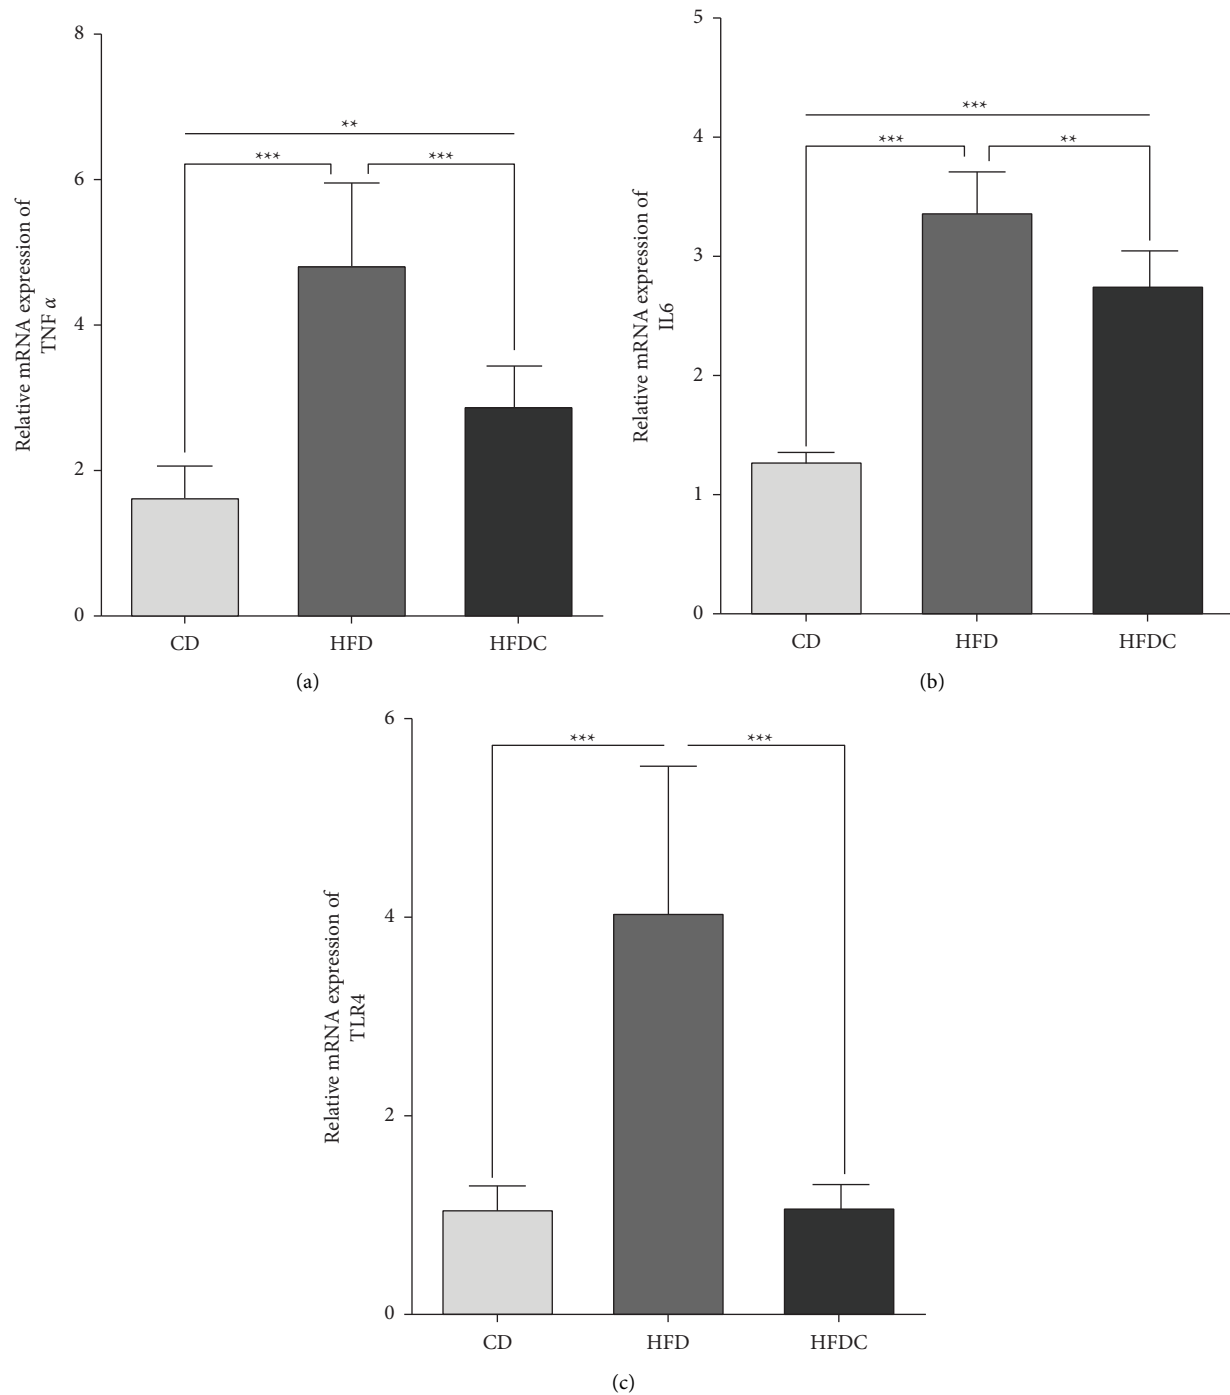 8
6
4
2
0
Relative mRNA expression of
TNF α
**
***
***
CD
HFD
HFDC
(a)
5
4
3
2
1
0
Relative mRNA expression of
IL6
***
***
**
CD
HFD
HFDC
(b)
6
4
2
0
Relative mRNA expression of
TLR4
***
***
CD
HFD
HFDC
(c)